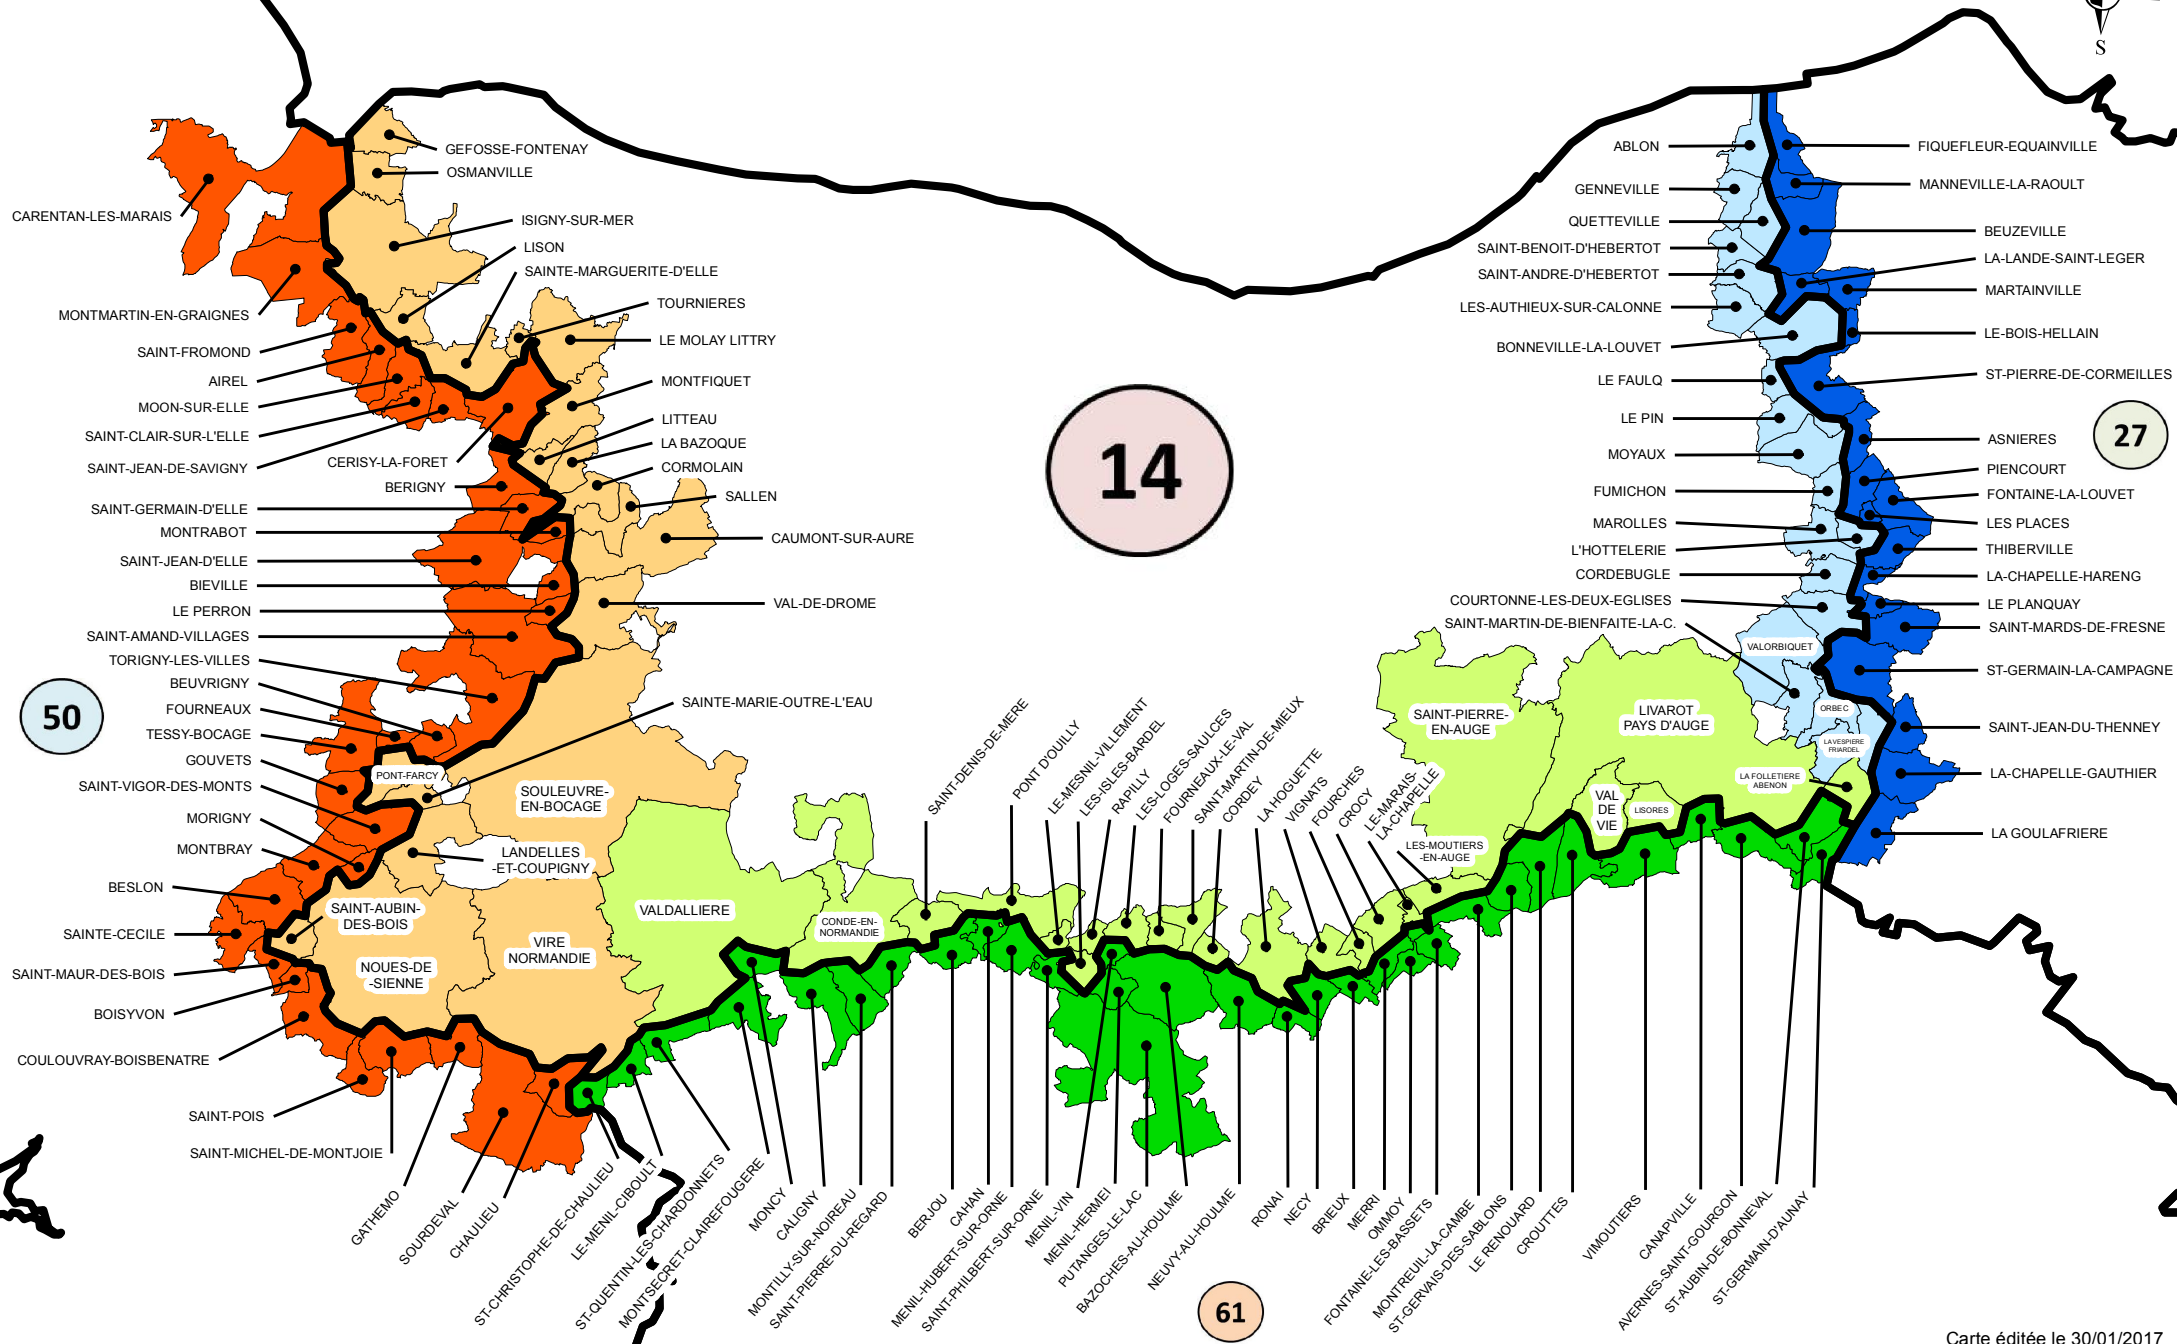 S
GEFOSSE-FONTENAY
OSMANVILLE
CARENTAN-LES-MARAIS
ISIGNY-SUR-MER
LISON
SAINTE-MARGUERITE-D'ELLE
TOURNIERES
MONTMARTIN-EN-GRAIGNES
LE MOLAY LITTRY
SAINT-FROMOND
AIREL
MONTFIQUET
MOON-SUR-ELLE
LITTEAU
SAINT-CLAIR-SUR-L'ELLE
LA BAZOQUE
SAINT-JEAN-DE-SAVIGNY
CERISY-LA-FORET
CORMOLAIN
BERIGNY
SALLEN
SAINT-GERMAIN-D'ELLE
MONTRABOT
CAUMONT-SUR-AURE
SAINT-JEAN-D'ELLE
BIEVILLE
LE PERRON
VAL-DE-DROME
SAINT-AMAND-VILLAGES
TORIGNY-LES-VILLES
BEUVRIGNY
FOURNEAUX
SAINTE-MARIE-OUTRE-L'EAU
TESSY-BOCAGE
GOUVETS
PONT-FARCY
SAINT-VIGOR-DES-MONTS
SOULEUVRE-
EN-BOCAGE
MORIGNY
MONTBRAY
LANDELLES
-ET-COUPIGNY
BESLON
SAINT-AUBIN-
DES-BOIS
SAINTE-CECILE
VIRE
NORMANDIE
SAINT-MAUR-DES-BOIS
NOUES-DE
-SIENNE
BOISYVON
COULOUVRAY-BOISBENATRE
SAINT-POIS
SAINT-MICHEL-DE-MONTJOIE
GATHEMO
SOURDEVAL
CHAULIEU
50
14
27
61
ABLON
FIQUEFLEUR-EQUAINVILLE
GENNEVILLE
MANNEVILLE-LA-RAOULT
QUETTEVILLE
BEUZEVILLE
SAINT-BENOIT-D'HEBERTOT
LA-LANDE-SAINT-LEGER
SAINT-ANDRE-D'HEBERTOT
MARTAINVILLE
LES-AUTHIEUX-SUR-CALONNE
LE-BOIS-HELLAIN
BONNEVILLE-LA-LOUVET
LE FAULQ
ST-PIERRE-DE-CORMEILLES
LE PIN
ASNIERES
MOYAUX
PIENCOURT
FUMICHON
FONTAINE-LA-LOUVET
MAROLLES
LES PLACES
L'HOTTELERIE
THIBERVILLE
CORDEBUGLE
LA-CHAPELLE-HARENG
COURTONNE-LES-DEUX-EGLISES
LE PLANQUAY
SAINT-MARTIN-DE-BIENFAITE-LA-C.
SAINT-MARDS-DE-FRESNE
VALORBIQUET
ST-GERMAIN-LA-CAMPAGNE
ORBEC
SAINT-JEAN-DU-THENNEY
LA VESPIERE
FRIARDEL
LA-CHAPELLE-GAUTHIER
LA FOLLETIERE
ABENON
LA GOULAFRIERE
SAINT-PIERRE-
EN-AUGE
LIVAROT
PAYS D'AUGE
VAL
DE
VIE
LISORES
LES-MOUTIERS
-EN-AUGE
VALDALLIERE
CONDE-EN-
NORMANDIE
SAINT-DENIS-DE-MERE
PONT D'OUILLY
LE-MESNIL-VILLEMENT
LES-ISLES-BARDEL
RAPILLY
LES-LOGES-SAULCES
FOURNEAUX-LE-VAL
SAINT-MARTIN-DE-MIEUX
CORDEY
LA HOGUETTE
VIGNATS
FOURCHES
CROCY
LE-MARAIS-
LA-CHAPELLE
ST-CHRISTOPHE-DE-CHAULIEU
LE-MENIL-CIBOULT
ST-QUENTIN-LES-CHARDONNETS
MONTSECRET-CLAIREFOUGERE
MONCY
CALIGNY
MONTILLY-SUR-NOIREAU
SAINT-PIERRE-DU-REGARD
BERJOU
CAHAN
MENIL-HUBERT-SUR-ORNE
SAINT-PHILBERT-SUR-ORNE
MENIL-VIN
MENIL-HERMEI
PUTANGES-LE-LAC
BAZOCHES-AU-HOULME
NEUVY-AU-HOULME
RONAI
NECY
BRIEUX
MERRI
OMMOY
FONTAINE-LES-BASSETS
MONTREUIL-LA-CAMBE
ST-GERVAIS-DES-SABLONS
LE RENOUARD
CROUTTES
VIMOUTIERS
CANAPVILLE
AVERNES-SAINT-GOURGON
ST-AUBIN-DE-BONNEVAL
ST-GERMAIN-D'AUNAY
Carte éditée le 30/01/2017